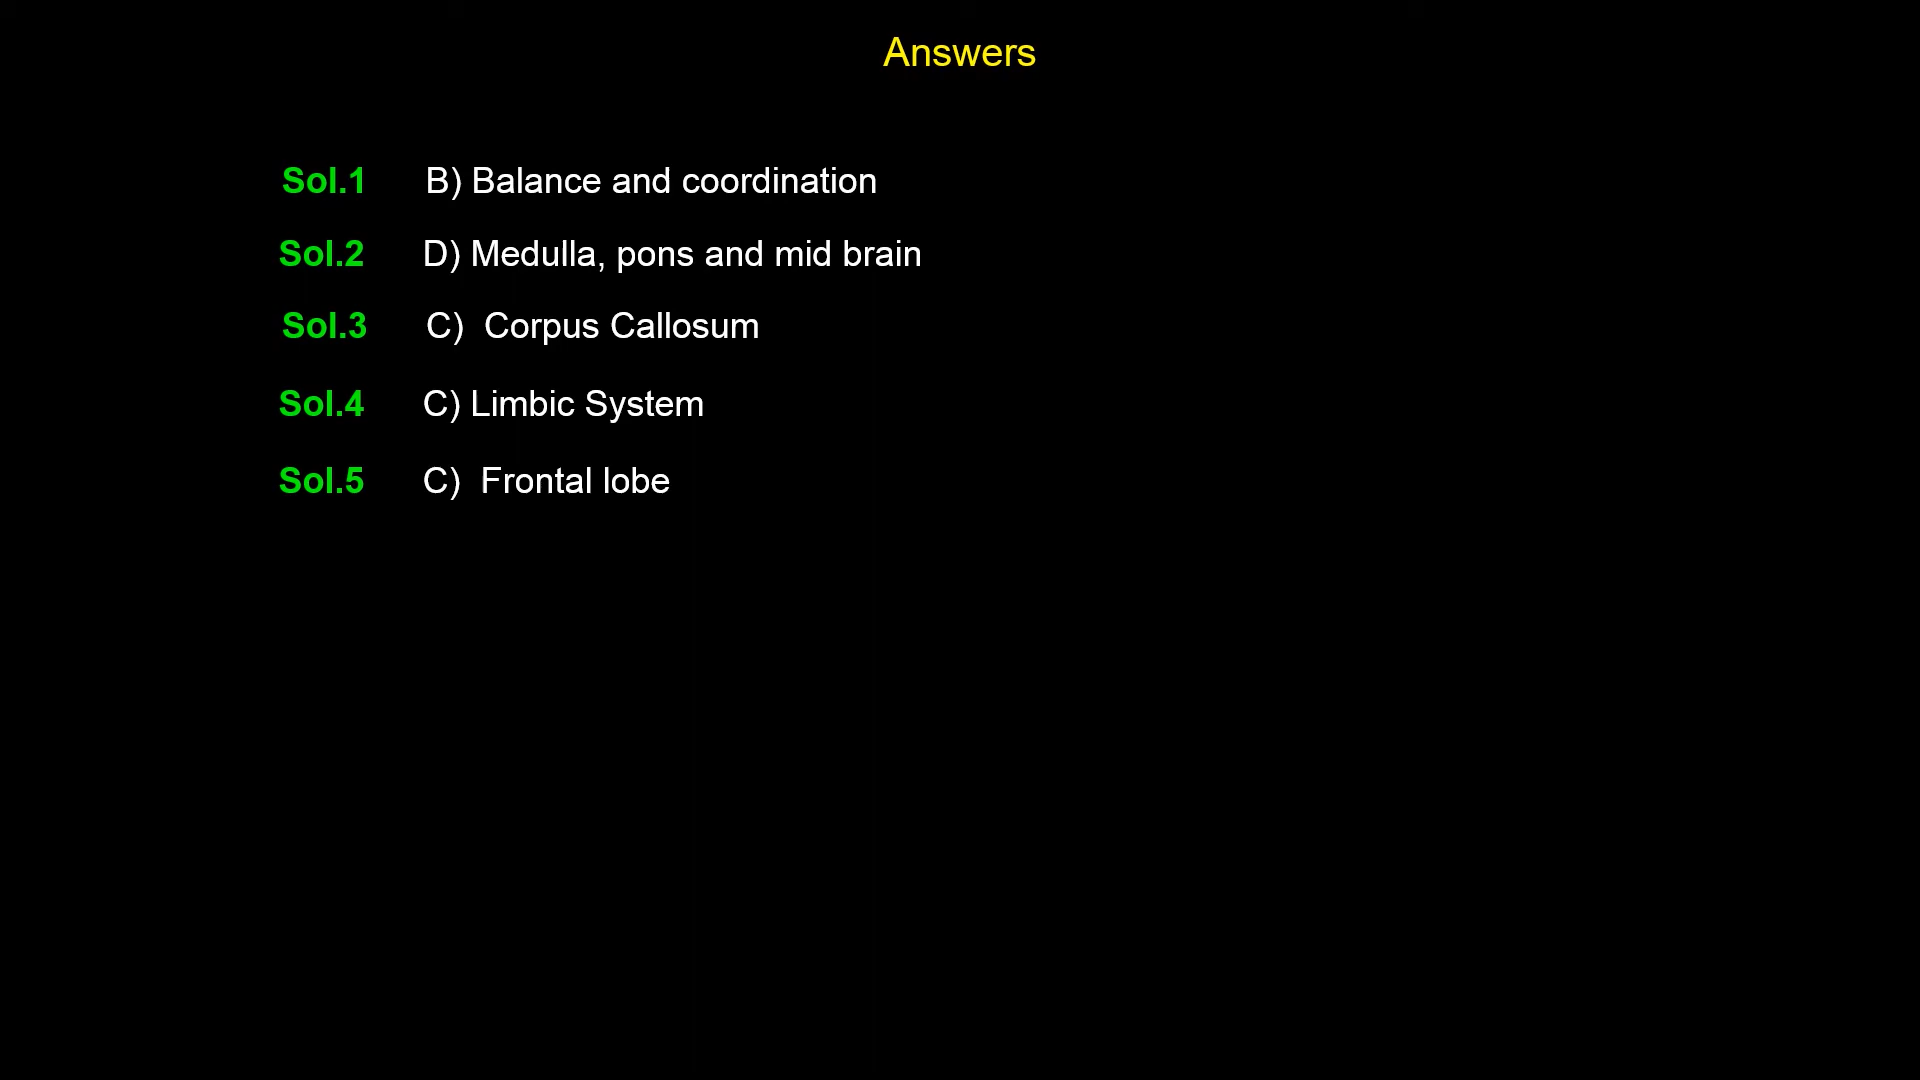 Answers
Sol.1 B) Balance and coordination
Sol.2 D) Medulla, pons and mid brain
Sol.3 C) Corpus Callosum
Sol.4 C) Limbic System
Sol.5 C) Frontal lobe